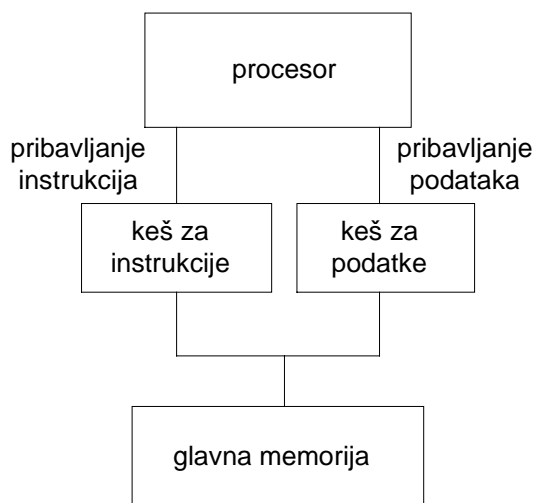 procesor
pribavljanje
instrukcija
pribavljanje
podataka
keš za
instrukcije
keš za
podatke
glavna memorija